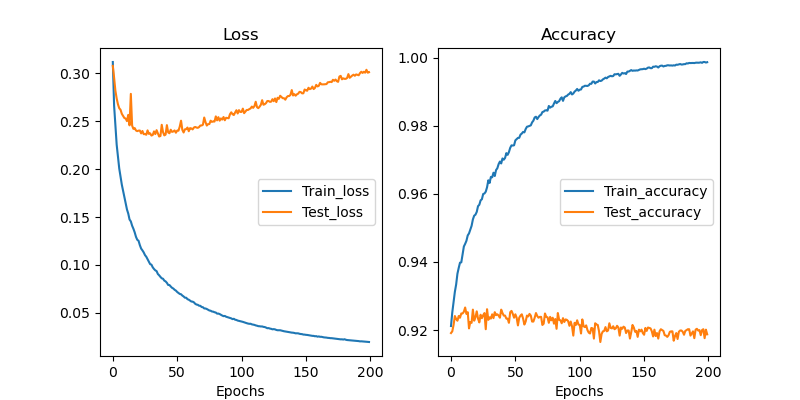 Loss
0.30
0.25
0.20
0.15
0.10
0.05
Train_loss
Test_loss
0 50 100 150 200
Epochs
Accuracy
1.00
0.98
0.96
0.94
0.92
Train_accuracy
Test_accuracy
0 50 100 150 200
Epochs